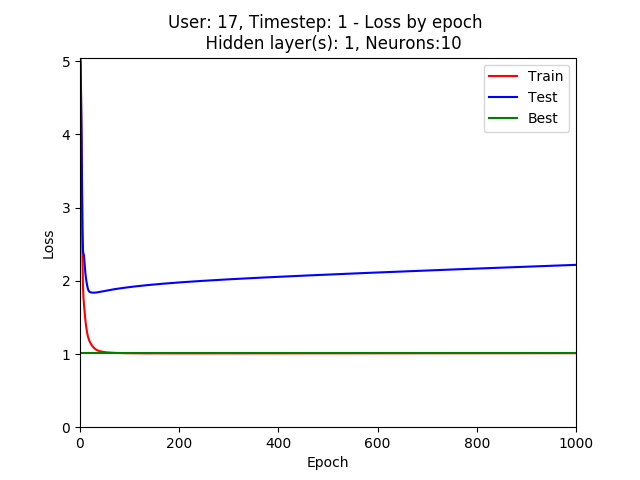 User: 17, Timestep: 1 - Loss by epoch
Hidden layer(s): 1, Neurons:10
Train
Test
Best
5
4
3
2
1
0
Loss
0
200
400
600
800
1000
Epoch